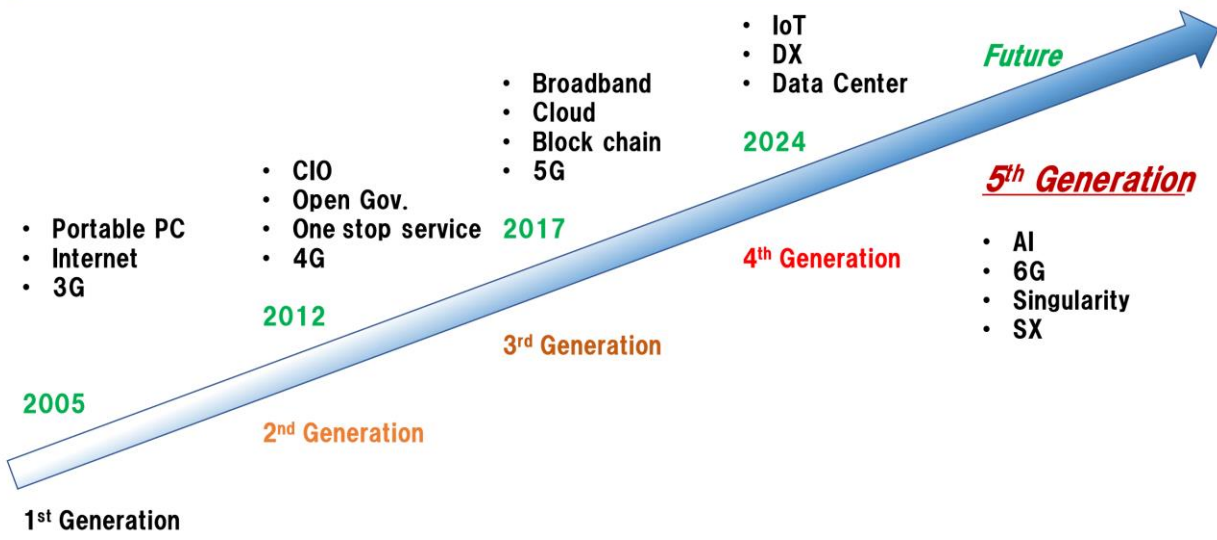 • Portable PC
• Internet
• 3G
2005
1st Generation
• CIO
• Open Gov.
• One stop service
• 4G
2012
2nd Generation
• Broadband
• Cloud
• Block chain
• 5G
2017
3rd Generation
• IoT
• DX
• Data Center
2024
4th Generation
Future
5th Generation
• AI
• 6G
• Singularity
• SX